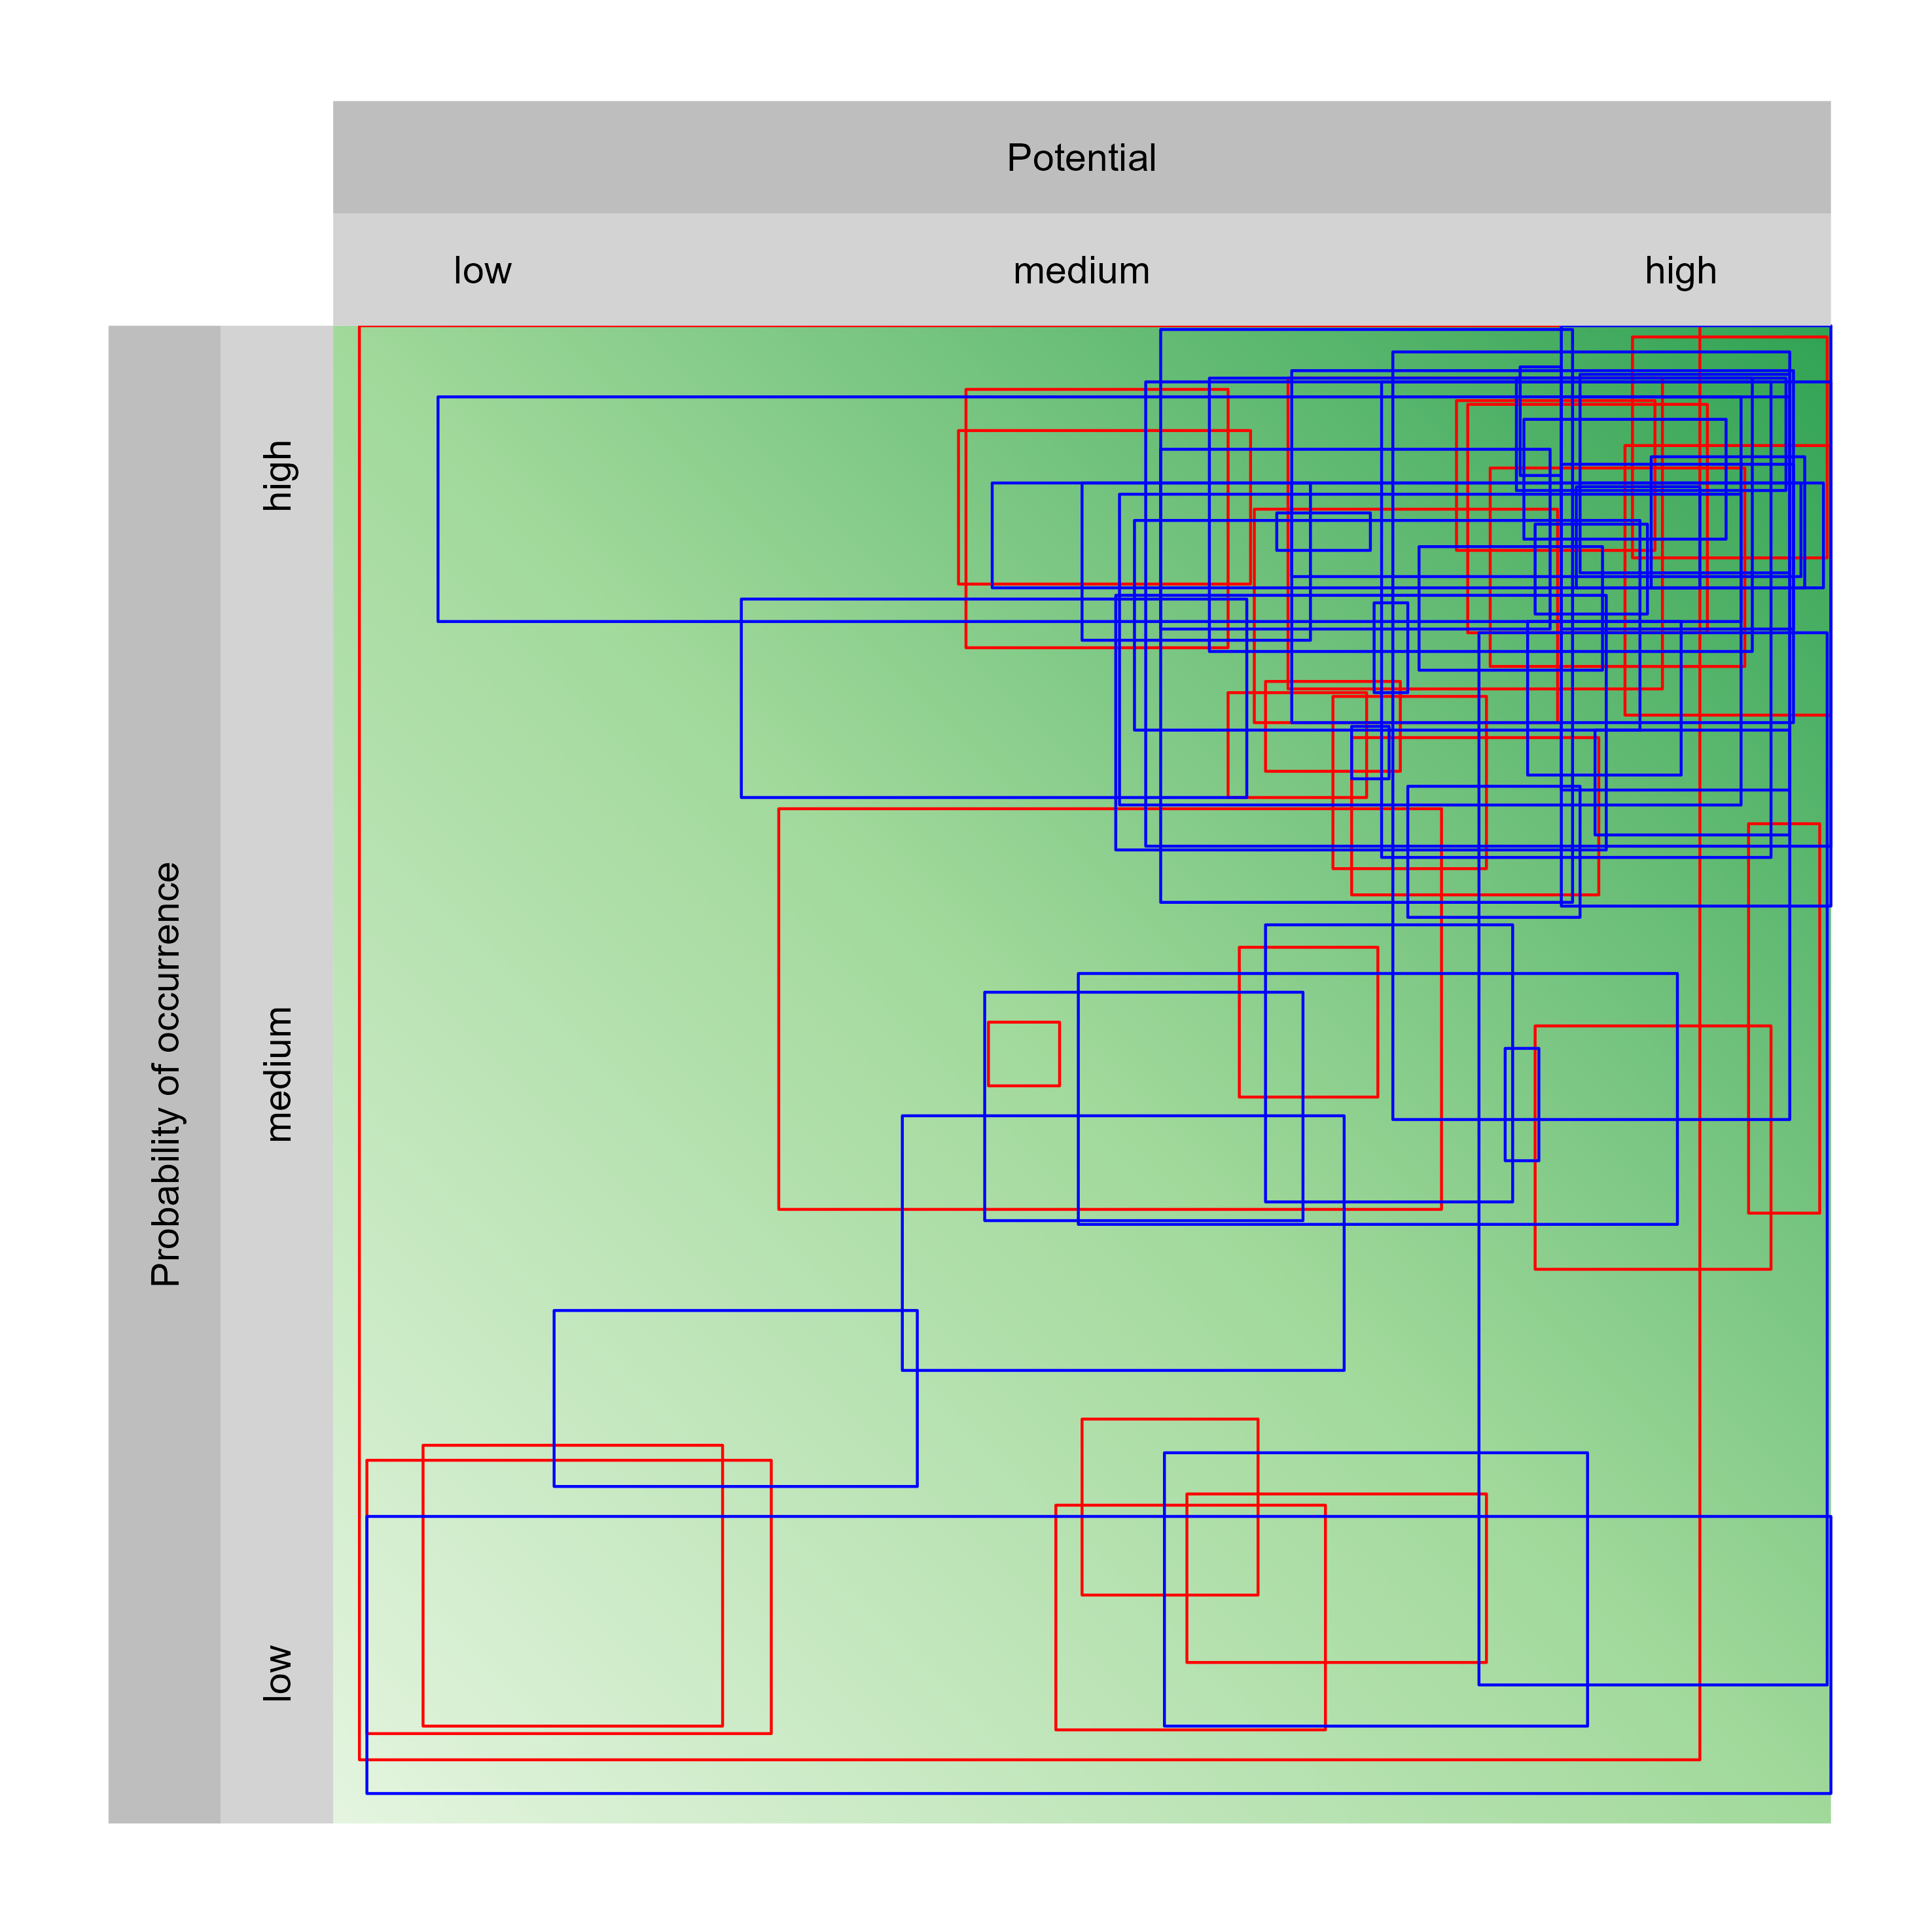 Potential
low medium high
Probability of occurrence
high
medium
low